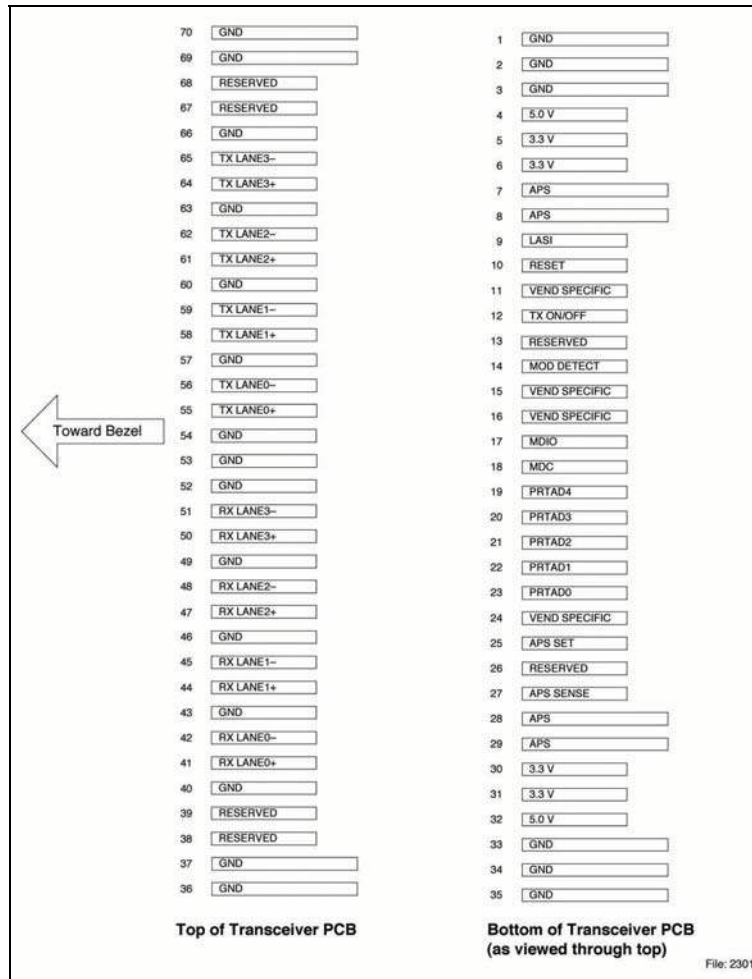 70 GND
69 GND
68 RESERVED
67 RESERVED
66 GND
65 TX LANE3–
64 TX LANE3+
63 GND
62 TX LANE2–
61 TX LANE2+
60 GND
59 TX LANE1–
58 TX LANE1+
57 GND
56 TX LANE0–
55 TX LANE0+
54 GND
53 GND
52 GND
51 RX LANE3–
50 RX LANE3+
49 GND
48 RX LANE2–
47 RX LANE2+
46 GND
45 RX LANE1–
44 RX LANE1+
43 GND
42 RX LANE0–
41 RX LANE0+
40 GND
39 RESERVED
38 RESERVED
37 GND
36 GND
Top of Transceiver PCB
Toward Bezel
1 GND
2 GND
3 GND
4 5.0 V
5 3.3 V
6 3.3 V
7 APS
8 APS
9 LASI
10 RESET
11 VEND SPECIFIC
12 TX ON/OFF
13 RESERVED
14 MOD DETECT
15 VEND SPECIFIC
16 VEND SPECIFIC
17 MDIO
18 MDC
19 PRTAD4
20 PRTAD3
21 PRTAD2
22 PRTAD1
23 PRTAD0
24 VEND SPECIFIC
25 APS SET
26 RESERVED
27 APS SENSE
28 APS
29 APS
30 3.3 V
31 3.3 V
32 5.0 V
33 GND
34 GND
35 GND
Bottom of Transceiver PCB
(as viewed through top)
File: 2301